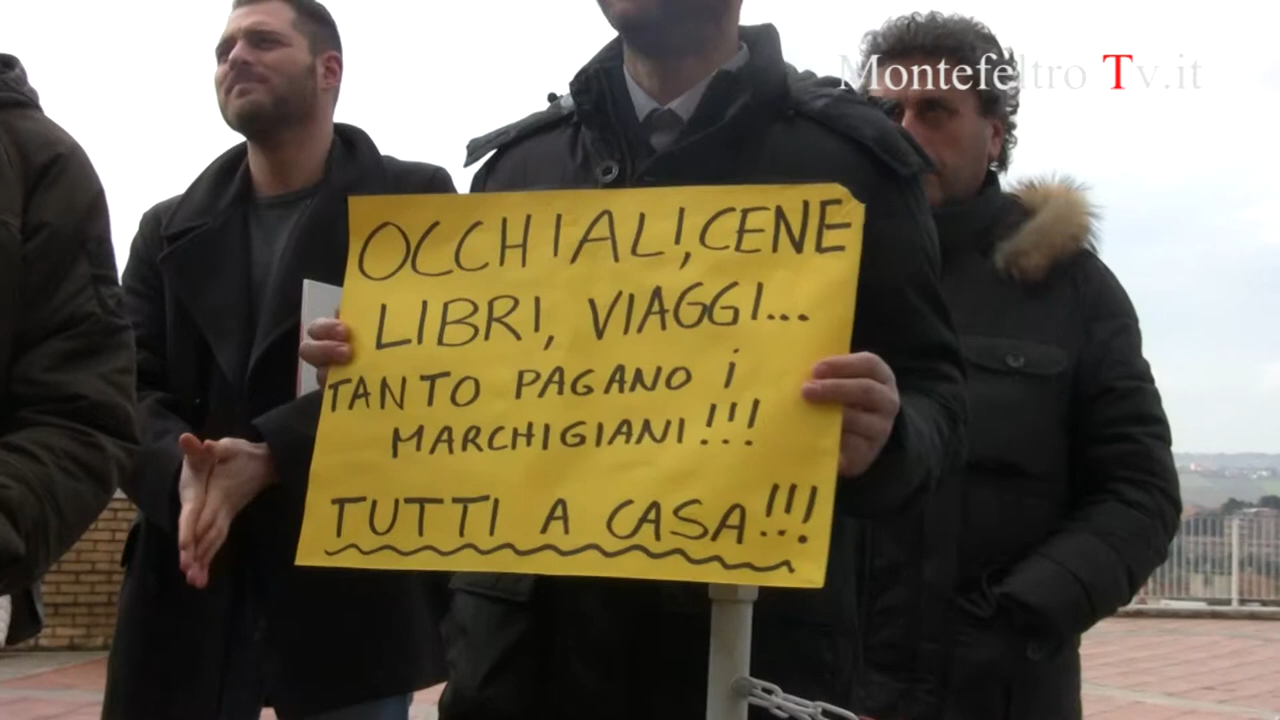 Montefeltro Tv.it
OCCHIALI, CENE
LIBRI, VIAGGI...
TANTO PAGANO i
MARCHIGIANI!!!
TUTTI A CASA!!!